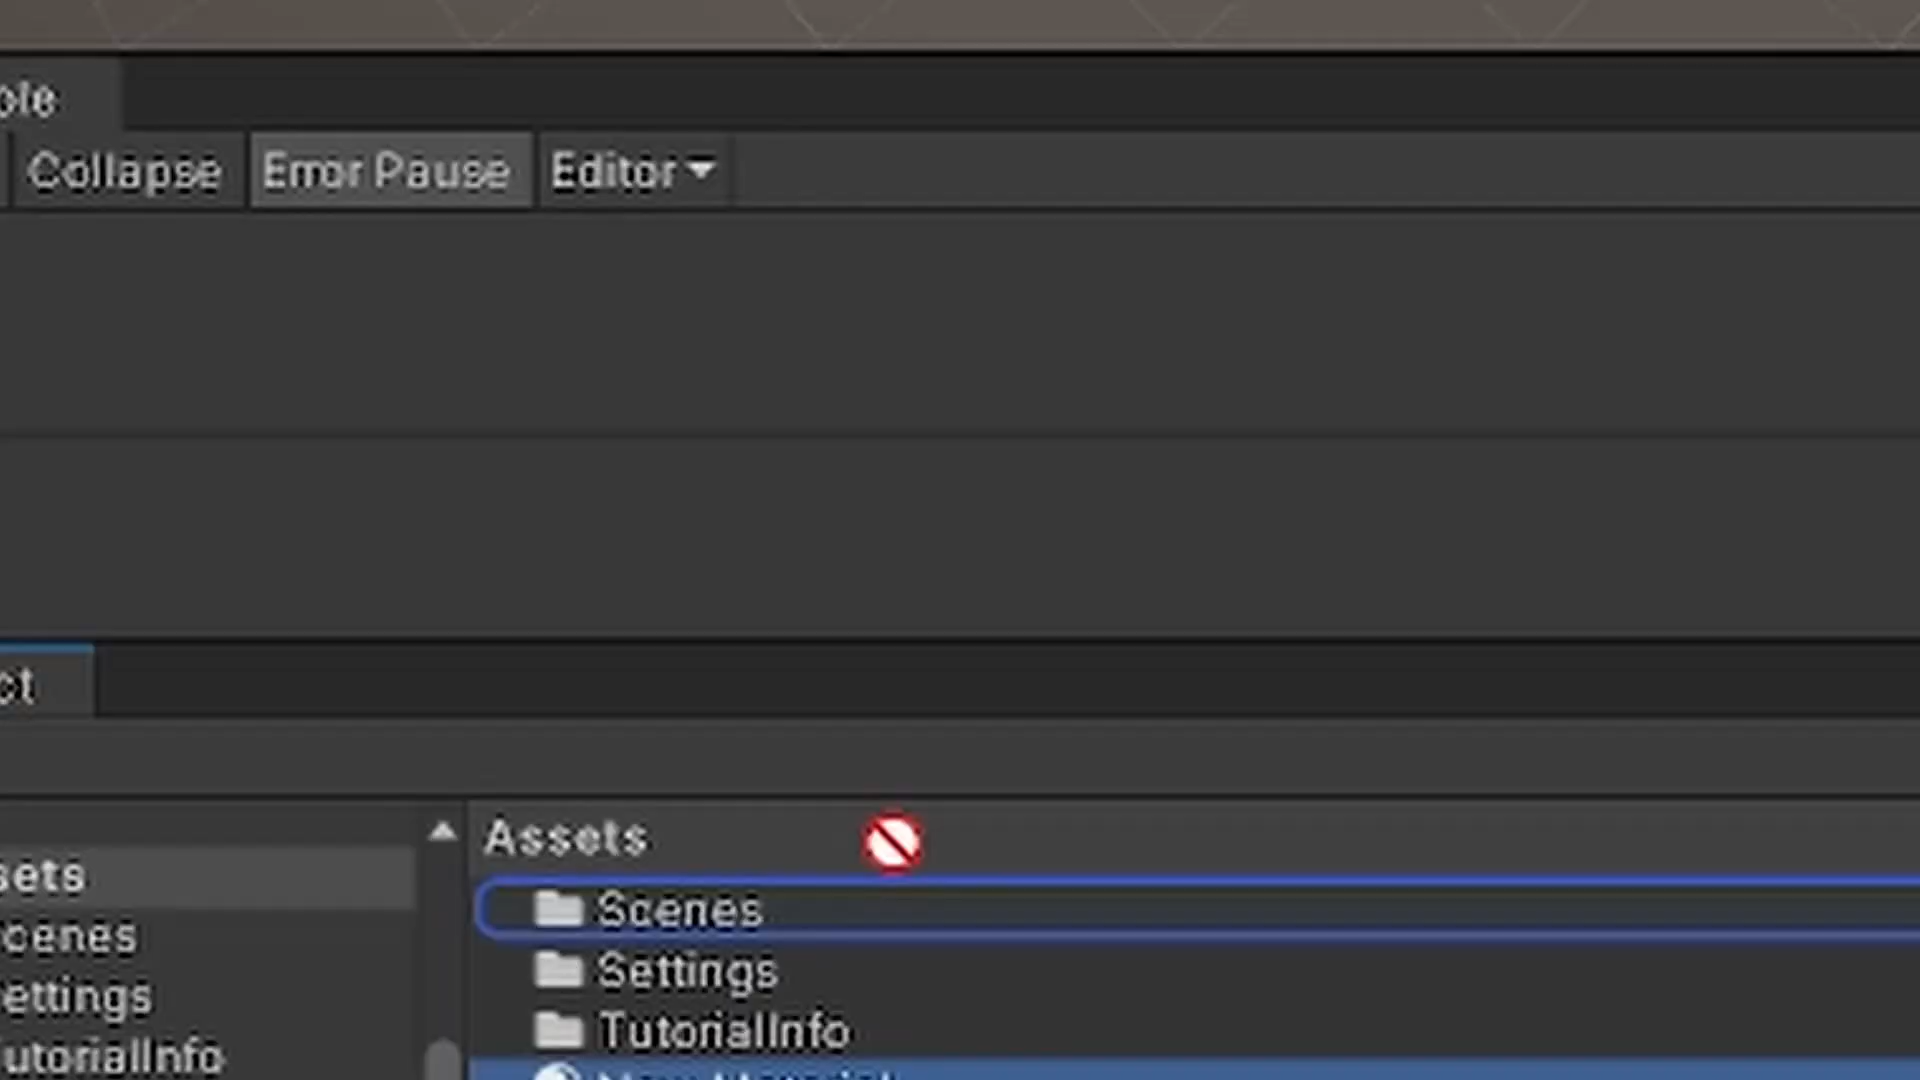 ole
Collapse Error Pause Editor
ct
Assets
sets
Scenes
cenes
Settings
ettings
TutorialInfo
utorialInfo